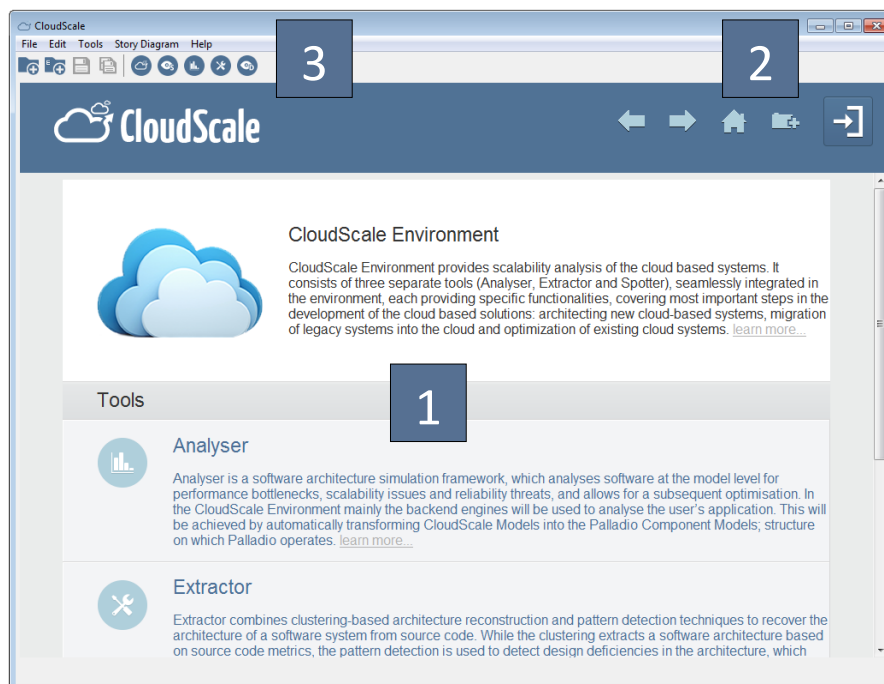 CloudScale
File Edit Tools Story Diagram Help
3
2
CloudScale
CloudScale Environment
CloudScale Environment provides scalability analysis of the cloud based systems. It
consists of three separate tools (Analyser, Extractor and Spotter), seamlessly integrated in
the environment, each providing specific functionalities, covering most important steps in the
development of the cloud based solutions: architecting new cloud-based systems, migration
of legacy systems into the cloud and optimization of existing cloud systems. learn more...
Tools
1
Analyser
Analyser is a software architecture simulation framework, which analyses software at the model level for
performance bottlenecks, scalability issues and reliability threats, and allows for a subsequent optimisation. In
the CloudScale Environment mainly the backend engines will be used to analyse the user's application. This will
be achieved by automatically transforming CloudScale Models into the Palladio Component Models; structure
on which Palladio operates. learn more...
Extractor
Extractor combines clustering-based architecture reconstruction and pattern detection techniques to recover the
architecture of a software system from source code. While the clustering extracts a software architecture based
on source code metrics, the pattern detection is used to detect design deficiencies in the architecture, which